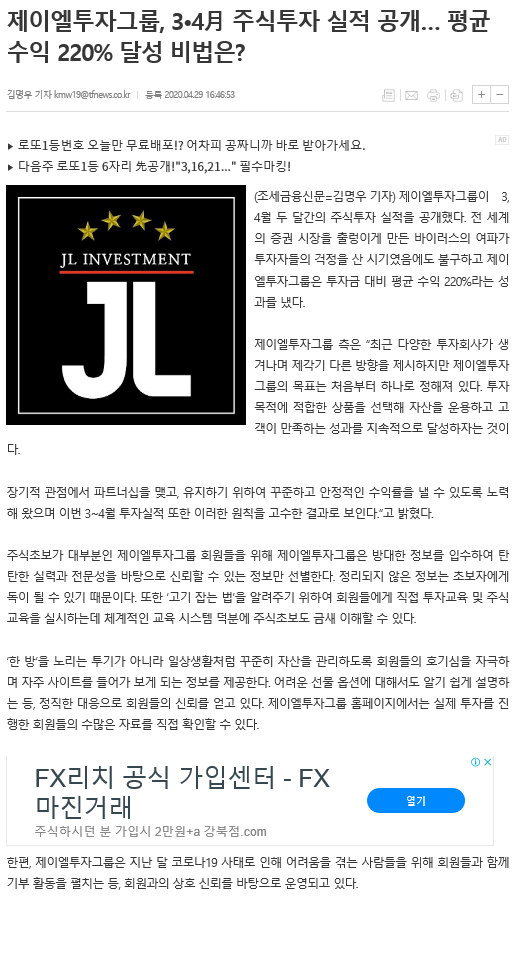 제이엘투자그룹, 3•4月 주식투자 실적 공개… 평균
수익 220% 달성 비법은?
김명우 기자 kmw19@tfnews.co.kr | 등록 2020.04.29 16:46:53
AD
▶ 로또1등번호 오늘만 무료배포!? 어차피 공짜니까 바로 받아가세요.
▶ 다음주 로또1등 6자리 先공개!"3,16,21..." 필수마킹!
JL INVESTMENT
JL
(조세금융신문=김명우 기자) 제이엘투자그룹이 3,
4월 두 달간의 주식투자 실적을 공개했다. 전 세계
의 증권 시장을 출렁이게 만든 바이러스의 여파가
투자자들의 걱정을 산 시기였음에도 불구하고 제이
엘투자그룹은 투자금 대비 평균 수익 220%라는 성
과를 냈다.
제이엘투자그룹 측은 “최근 다양한 투자회사가 생
겨나며 제각기 다른 방향을 제시하지만 제이엘투자
그룹의 목표는 처음부터 하나로 정해져 있다. 투자
목적에 적합한 상품을 선택해 자산을 운용하고 고
객이 만족하는 성과를 지속적으로 달성하자는 것이
다.
장기적 관점에서 파트너십을 맺고, 유지하기 위하여 꾸준하고 안정적인 수익률을 낼 수 있도록 노력
해 왔으며 이번 3~4월 투자실적 또한 이러한 원칙을 고수한 결과로 보인다.”고 밝혔다.
주식초보가 대부분인 제이엘투자그룹 회원들을 위해 제이엘투자그룹은 방대한 정보를 입수하여 탄
탄한 실력과 전문성을 바탕으로 신뢰할 수 있는 정보만 선별한다. 정리되지 않은 정보는 초보자에게
독이 될 수 있기 때문이다. 또한 ‘고기 잡는 법’을 알려주기 위하여 회원들에게 직접 투자교육 및 주식
교육을 실시하는데 체계적인 교육 시스템 덕분에 주식초보도 금새 이해할 수 있다.
‘한 방’을 노리는 투기가 아니라 일상생활처럼 꾸준히 자산을 관리하도록 회원들의 호기심을 자극하
며 자주 사이트를 들어가 보게 되는 정보를 제공한다. 어려운 선물 옵션에 대해서도 알기 쉽게 설명하
는 등, 정직한 대응으로 회원들의 신뢰를 얻고 있다. 제이엘투자그룹 홈페이지에서는 실제 투자를 진
행한 회원들의 수많은 자료를 직접 확인할 수 있다.
FX리치 공식 가입센터 - FX
마진거래
주식하시던 분 가입시 2만원+a 강북점.com
열기
한편, 제이엘투자그룹은 지난 달 코로나19 사태로 인해 어려움을 겪는 사람들을 위해 회원들과 함께
기부 활동을 펼치는 등, 회원과의 상호 신뢰를 바탕으로 운영되고 있다.